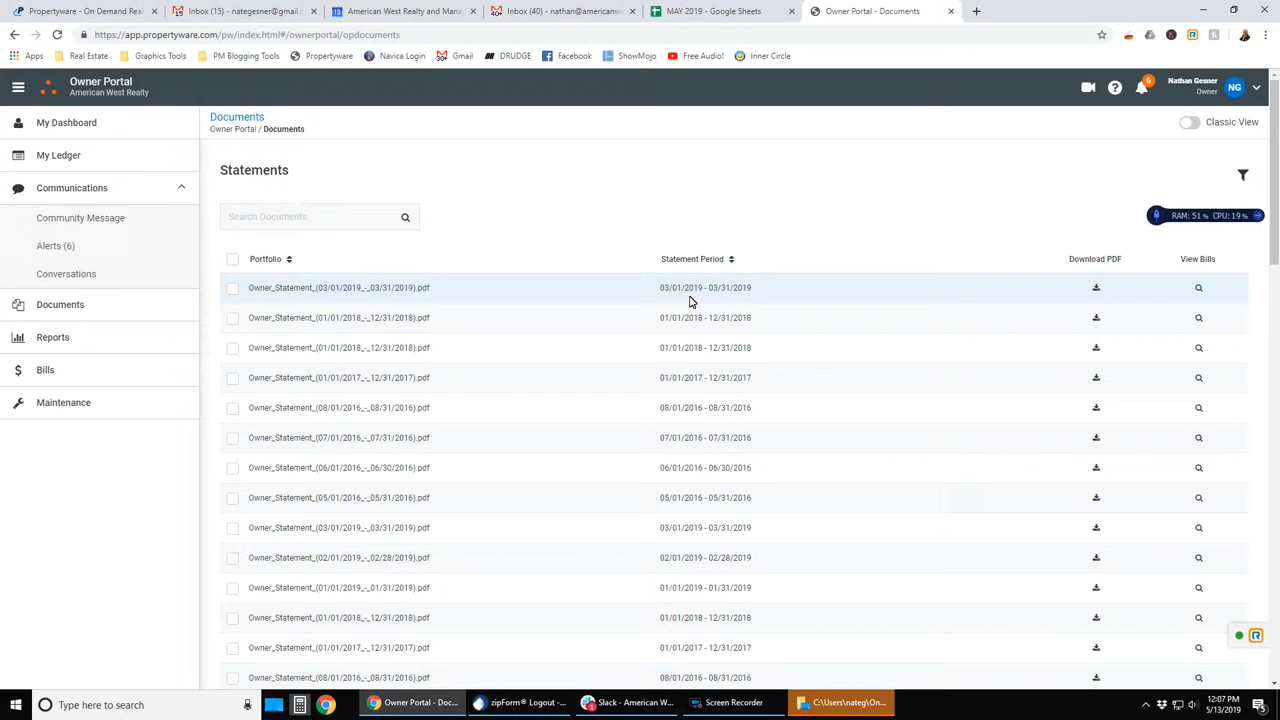 Propertyware - On Demand Real
Inbox (15) - nategesner@gmail.c
American West Realty and Mana
Inbox (40) - nathan@americanw
MAY 2019 - Google Sheets
Owner Portal - Documents
https://app.propertyware.com/pw/index.html#/ownerportal/opdocuments
Apps Real Estate Graphics Tools PM Blogging Tools Propertyware Navica Login Gmail DRUDGE Facebook ShowMojo Free Audio! Inner Circle
Owner Portal
American West Realty
6
Nathan Gesner
Owner
NG
My Dashboard
My Ledger
Communications
Community Message
Alerts (6)
Conversations
Documents
Reports
Bills
Maintenance
Documents
Owner Portal / Documents
Classic View
Statements
Search Documents
RAM: 51% CPU: 19%
Portfolio Statement Period Download PDF View Bills
Owner_Statement_(03/01/2019_-_03/31/2019).pdf 03/01/2019 - 03/31/2019
Owner_Statement_(01/01/2018_-_12/31/2018).pdf 01/01/2018 - 12/31/2018
Owner_Statement_(01/01/2018_-_12/31/2018).pdf 01/01/2018 - 12/31/2018
Owner_Statement_(01/01/2017_-_12/31/2017).pdf 01/01/2017 - 12/31/2017
Owner_Statement_(08/01/2016_-_08/31/2016).pdf 08/01/2016 - 08/31/2016
Owner_Statement_(07/01/2016_-_07/31/2016).pdf 07/01/2016 - 07/31/2016
Owner_Statement_(06/01/2016_-_06/30/2016).pdf 06/01/2016 - 06/30/2016
Owner_Statement_(05/01/2016_-_05/31/2016).pdf 05/01/2016 - 05/31/2016
Owner_Statement_(03/01/2019_-_03/31/2019).pdf 03/01/2019 - 03/31/2019
Owner_Statement_(02/01/2019_-_02/28/2019).pdf 02/01/2019 - 02/28/2019
Owner_Statement_(01/01/2019_-_01/31/2019).pdf 01/01/2019 - 01/31/2019
Owner_Statement_(01/01/2018_-_12/31/2018).pdf 01/01/2018 - 12/31/2018
Owner_Statement_(01/01/2017_-_12/31/2017).pdf 01/01/2017 - 12/31/2017
Owner_Statement_(08/01/2016_-_08/31/2016).pdf 08/01/2016 - 08/31/2016
Type here to search
Owner Portal - Doc...
zipForm® Logout -...
Slack - American W...
Screen Recorder
C:\Users\nateg\On...
12:07 PM
5/13/2019